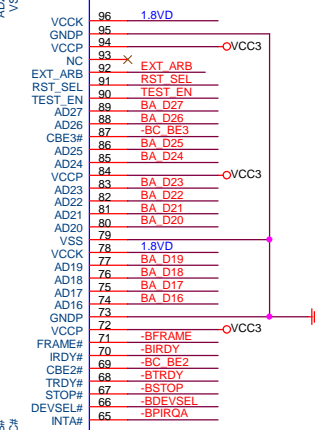 VCCK 96 1.8VD
GNDP 95
VCCP 94 VCC3
NC 93
EXT_ARB 92 EXT_ARB
RST_SEL 91 RST_SEL
TEST_EN 90 TEST_EN
AD27 89 BA_D27
AD26 88 BA_D26
CBE3# 87 -BC_BE3
AD25 86 BA_D25
AD24 85 BA_D24
VCCP 84 VCC3
AD23 83 BA_D23
AD22 82 BA_D22
AD21 81 BA_D21
AD20 80 BA_D20
VSS 79
VCCK 78 1.8VD
AD19 77 BA_D19
AD18 76 BA_D18
AD17 75 BA_D17
AD16 74 BA_D16
GNDP 73
VCCP 72 VCC3
FRAME# 71 -BFRAME
IRDY# 70 -BIRDY
CBE2# 69 -BC_BE2
TRDY# 68 -BTRDY
STOP# 67 -BSTOP
DEVSEL# 66 -BDEVSEL
INTA# 65 -BPIRQA